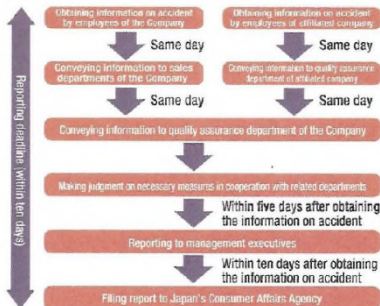 Reporting deadline (within ten days)
Obtaining information on accident
by employees of the Company
Obtaining information on accident
by employees of affiliated company
Same day
Same day
Conveying information to sales
departments of the Company
Conveying information to quality assurance
department of affiliated company
Same day
Same day
Conveying information to quality assurance department of the Company
Making judgment on necessary measures in cooperation with related departments
Within five days after obtaining
the information on accident
Reporting to management executives
Within ten days after obtaining
the information on accident
Filing report to Japan's Consumer Affairs Agency